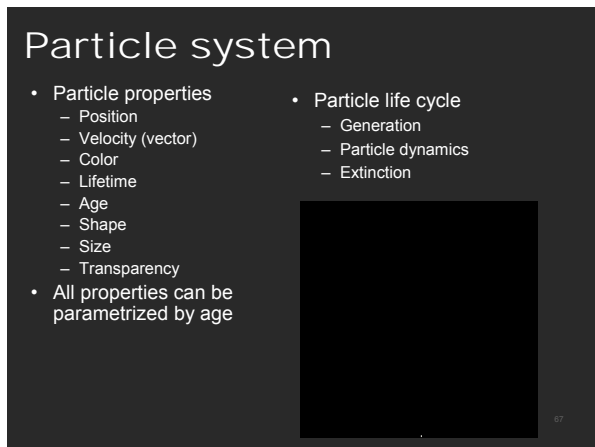 Particle system
• Particle properties
– Position
– Velocity (vector)
– Color
– Lifetime
– Age
– Shape
– Size
– Transparency
• All properties can be
parametrized by age
• Particle life cycle
– Generation
– Particle dynamics
– Extinction
67